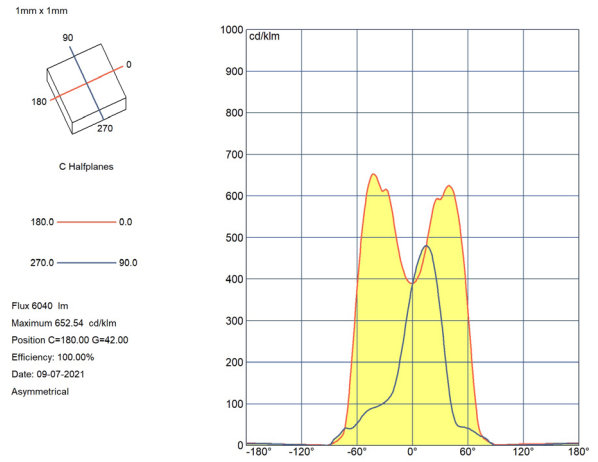 1mm x 1mm
90
0
180
270
C Halfplanes
180.0 0.0
270.0 90.0
Flux 6040 lm
Maximum 652.54 cd/klm
Position C=180.00 G=42.00
Efficiency: 100.00%
Date: 09-07-2021
Asymmetrical
1000
cd/klm
900
800
700
600
500
400
300
200
100
0
-180° -120° -60° 0° 60° 120° 180°